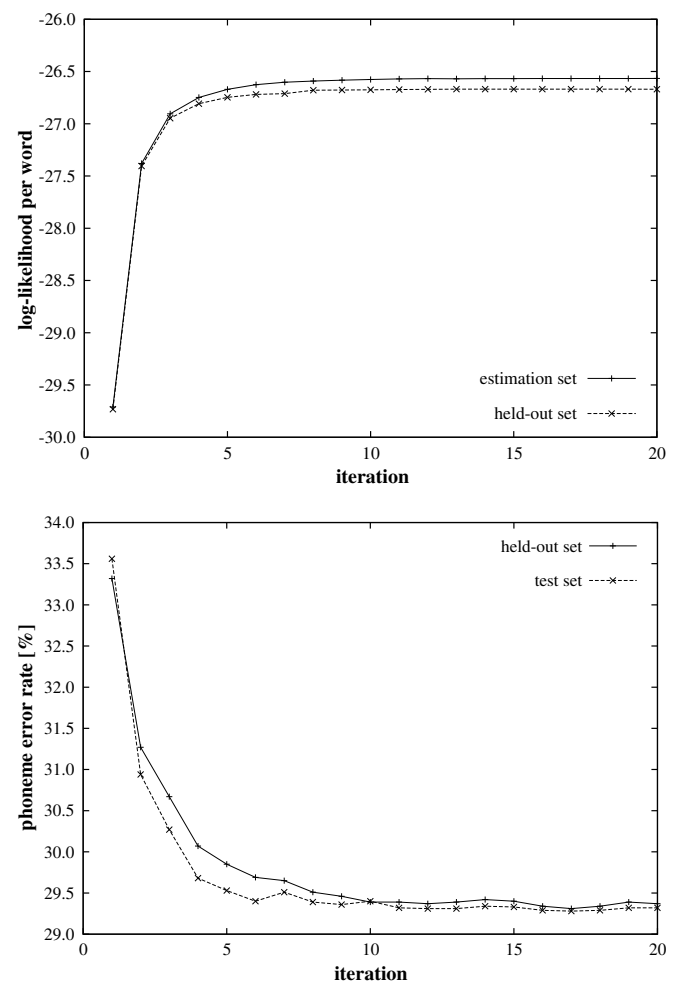 -26.0
-26.5
-27.0
-27.5
-28.0
-28.5
-29.0
-29.5
-30.0
log-likelihood per word
estimation set
held-out set
0 5 10 15 20
iteration
34.0
33.5
33.0
32.5
32.0
31.5
31.0
30.5
30.0
29.5
29.0
phoneme error rate [%]
held-out set
test set
0 5 10 15 20
iteration